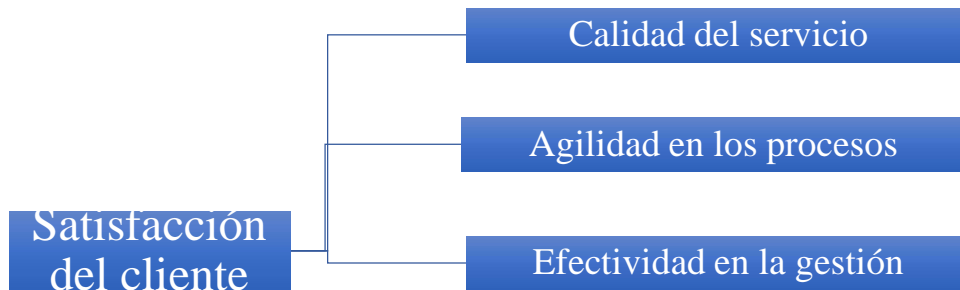 Calidad del servicio
Agilidad en los procesos
Satisfacción
del cliente
Efectividad en la gestión